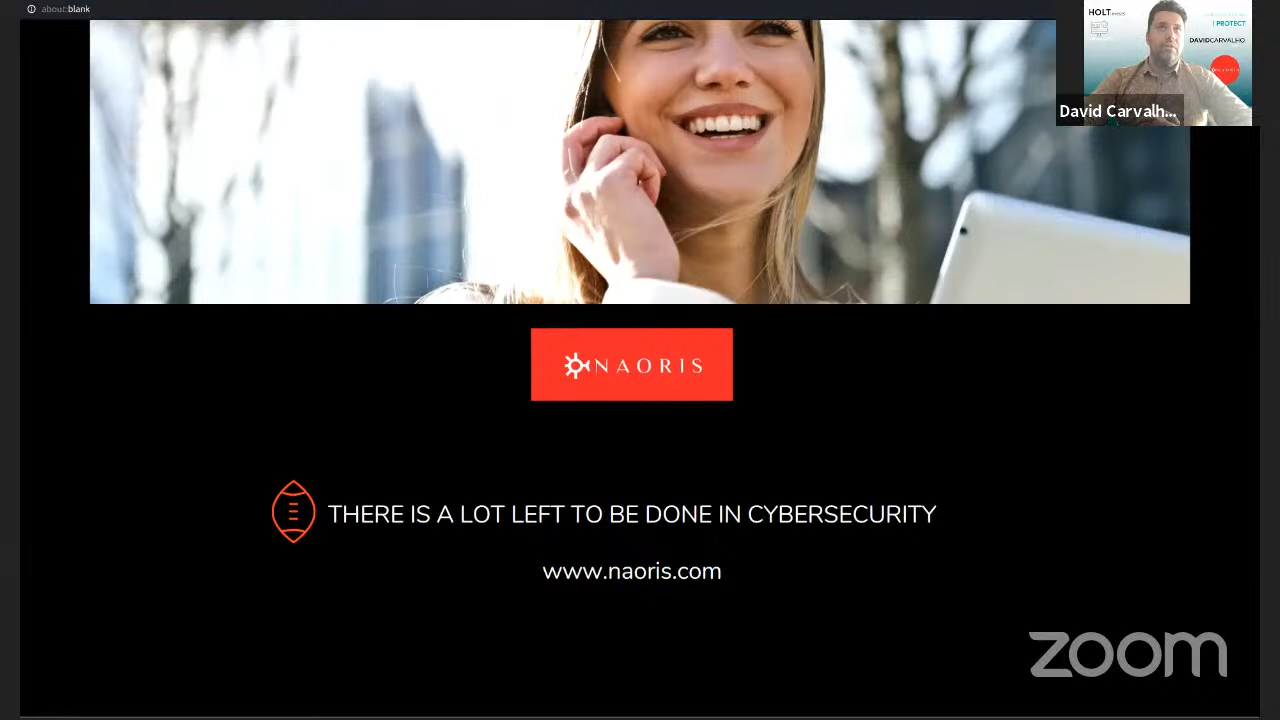 about:blank
HOLT
| PROTECT
DAVIDCARVALHO
David Carvalh...
NAORIS
THERE IS A LOT LEFT TO BE DONE IN CYBERSECURITY
www.naoris.com
zoom